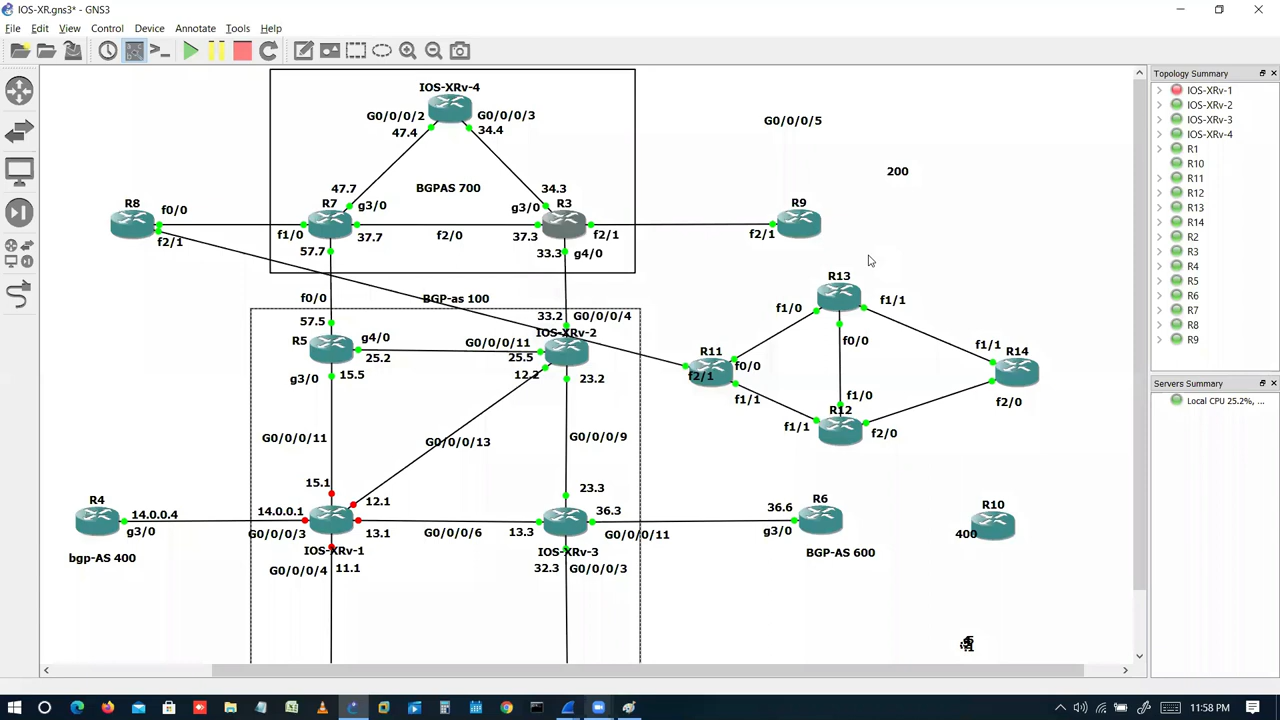 IOS-XR.gns3* - GNS3
File Edit View Control Device Annotate Tools Help
Topology Summary
IOS-XRv-1
IOS-XRv-2
IOS-XRv-3
IOS-XRv-4
R1
R10
R11
R12
R13
R14
R2
R3
R4
R5
R6
R7
R8
R9
Servers Summary
Local CPU 25.2%, ...
IOS-XRv-4
G0/0/0/2 G0/0/0/3
47.4 34.4
G0/0/0/5
200
47.7 BGPAS 700 34.3
R8 f0/0 R7 g3/0 g3/0 R3 R9
f2/1 f1/0 37.7 f2/0 37.3 f2/1 f2/1
57.7 33.3 g4/0
f0/0 BGP-as 100
57.5 33.2 G0/0/0/4
R5 g4/0 G0/0/0/11 IOS-XRv-2
25.2 25.5
g3/0 15.5 12.2 23.2
R13
f1/0 f1/1
f0/0
R11 f1/1 R14
f2/1 f0/0
f1/1 f1/0 f2/0
R12
f1/1 f2/0
G0/0/0/11 G0/0/0/13 G0/0/0/9
15.1 23.3
12.1
R4 14.0.0.1 36.3 36.6 R6 R10
14.0.0.4
g3/0 G0/0/0/3 13.1 G0/0/0/6 13.3 G0/0/0/11 g3/0 400
bgp-AS 400 IOS-XRv-1 IOS-XRv-3 BGP-AS 600
G0/0/0/4 11.1 32.3 G0/0/0/3
11:58 PM